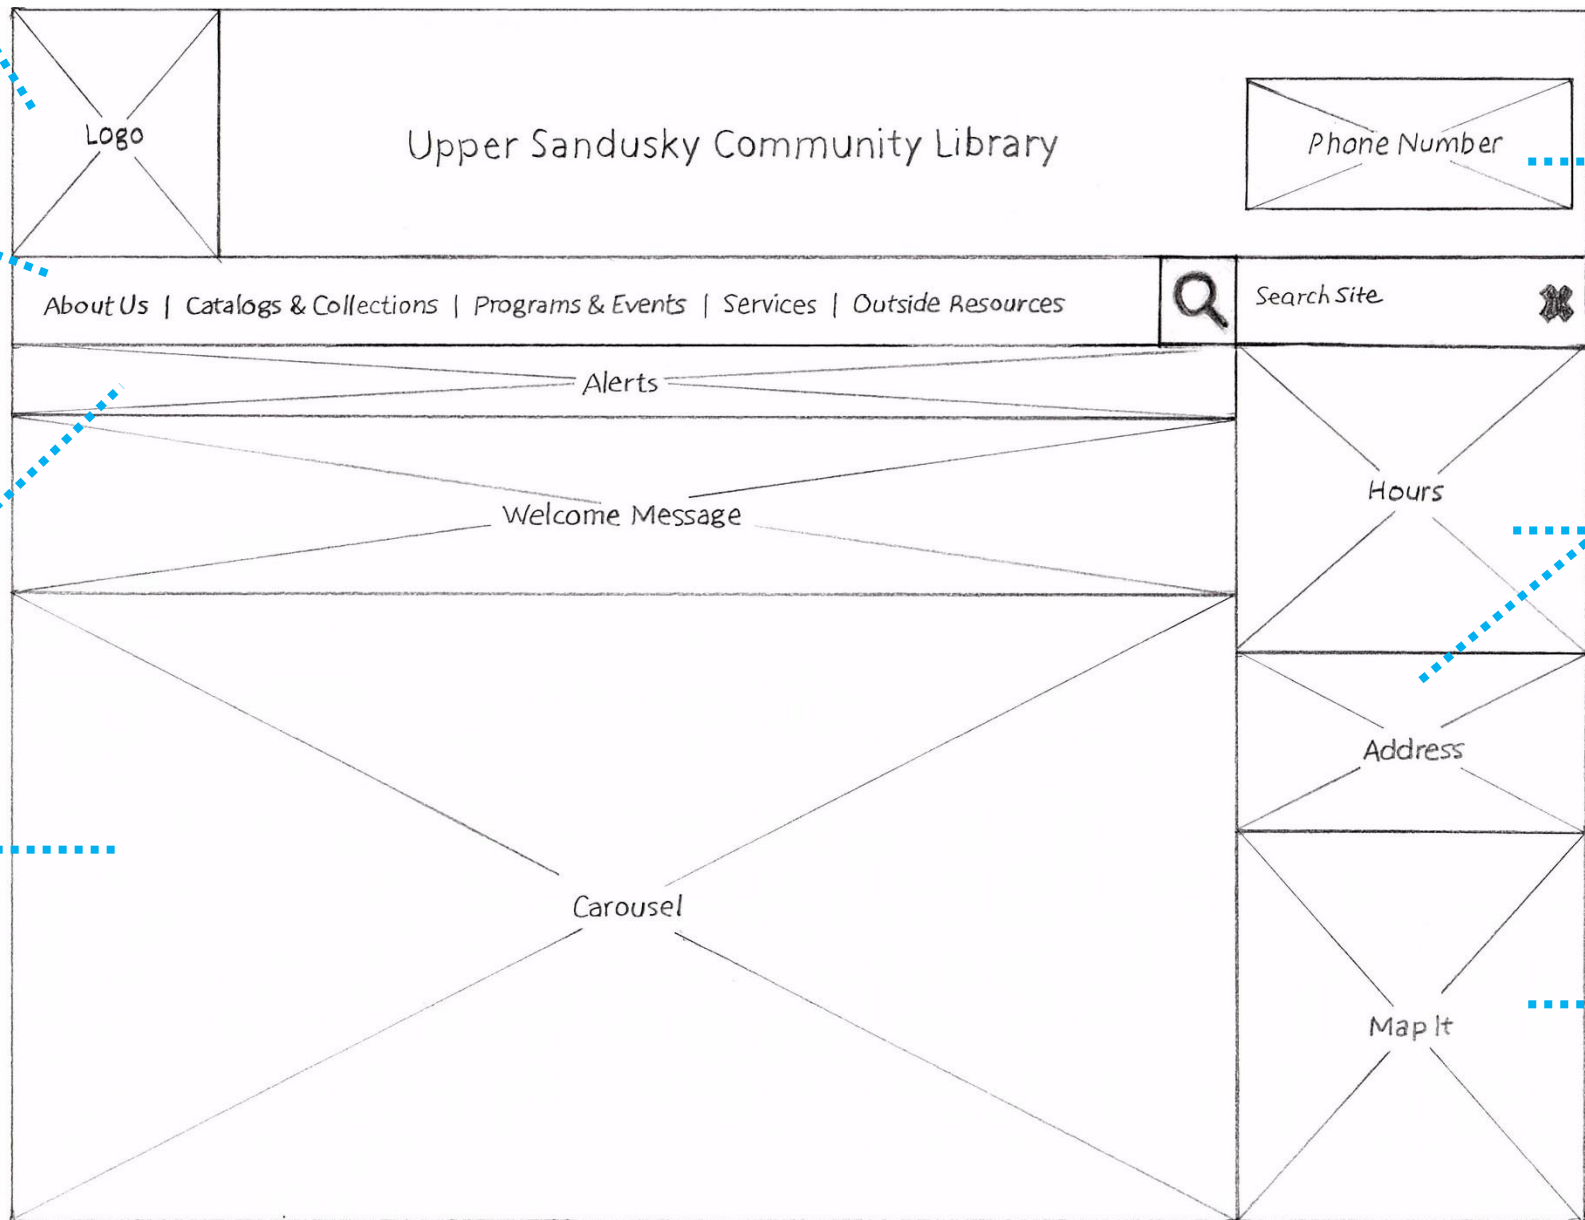 Logo
Upper Sandusky Community Library
Phone Number
About Us | Catalogs & Collections | Programs & Events | Services | Outside Resources
Search Site
Alerts
Welcome Message
Carousel
Hours
Address
Map It